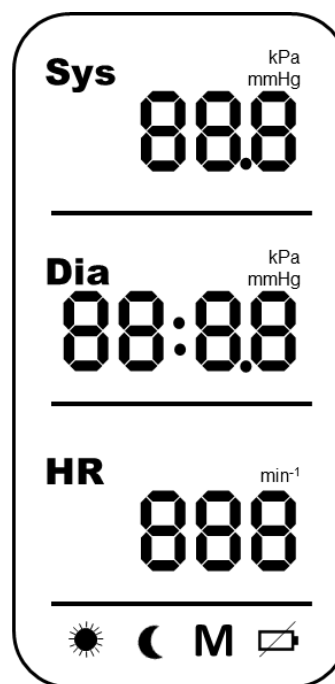 Sys kPa
mmHg
88.8
Dia kPa
mmHg
88:8.8
HR min⁻¹
888
M